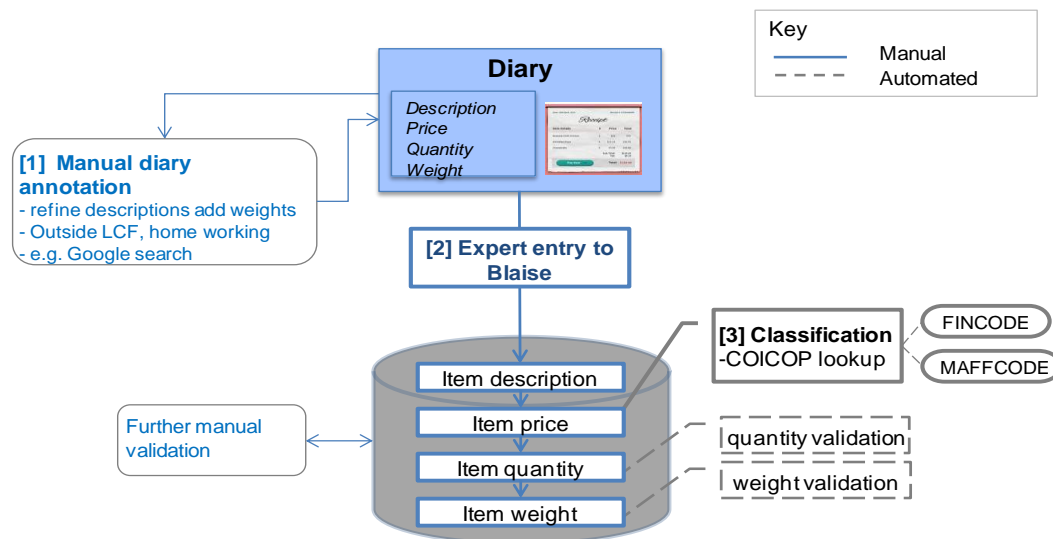 Key
Manual
Automated
Diary
Description
Price
Quantity
Weight
Receipt
[1]  Manual diary
annotation
- refine descriptions add weights
- Outside LCF, home working
- e.g. Google search
[2] Expert entry to
Blaise
[3] Classification
-COICOP lookup
FINCODE
MAFFCODE
Item description
Item price
Item quantity
Item weight
Further manual
validation
quantity validation
weight validation